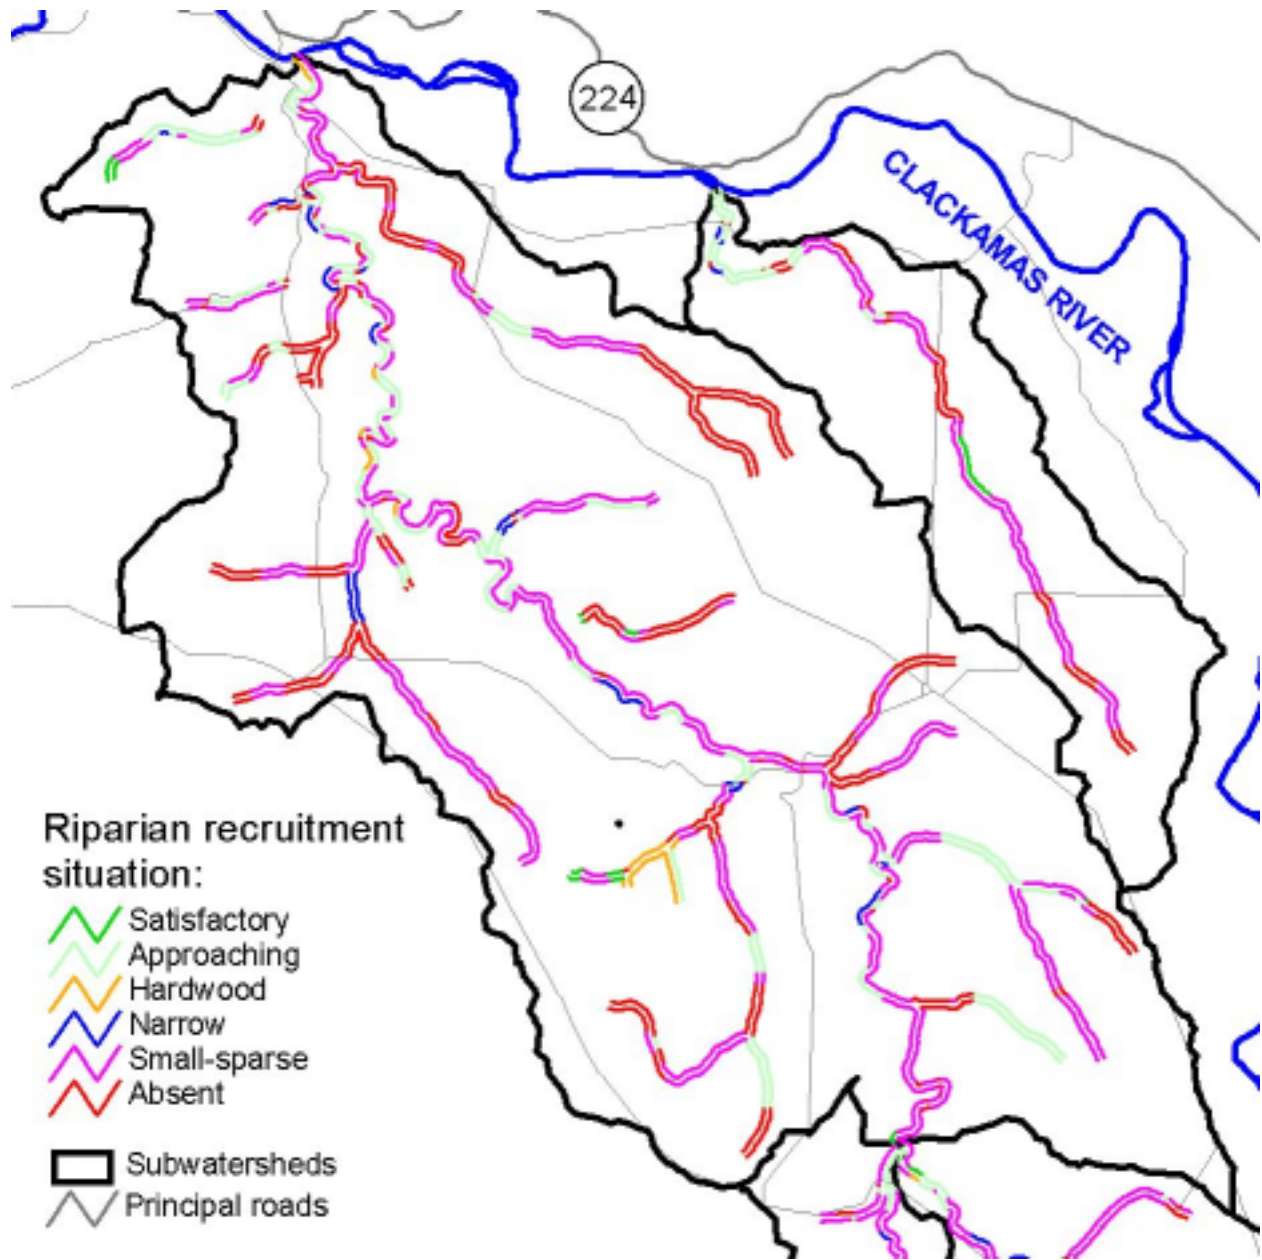 224
CLACKAMAS RIVER
Riparian recruitment
situation:
Satisfactory
Approaching
Hardwood
Narrow
Small-sparse
Absent
Subwatersheds
Principal roads